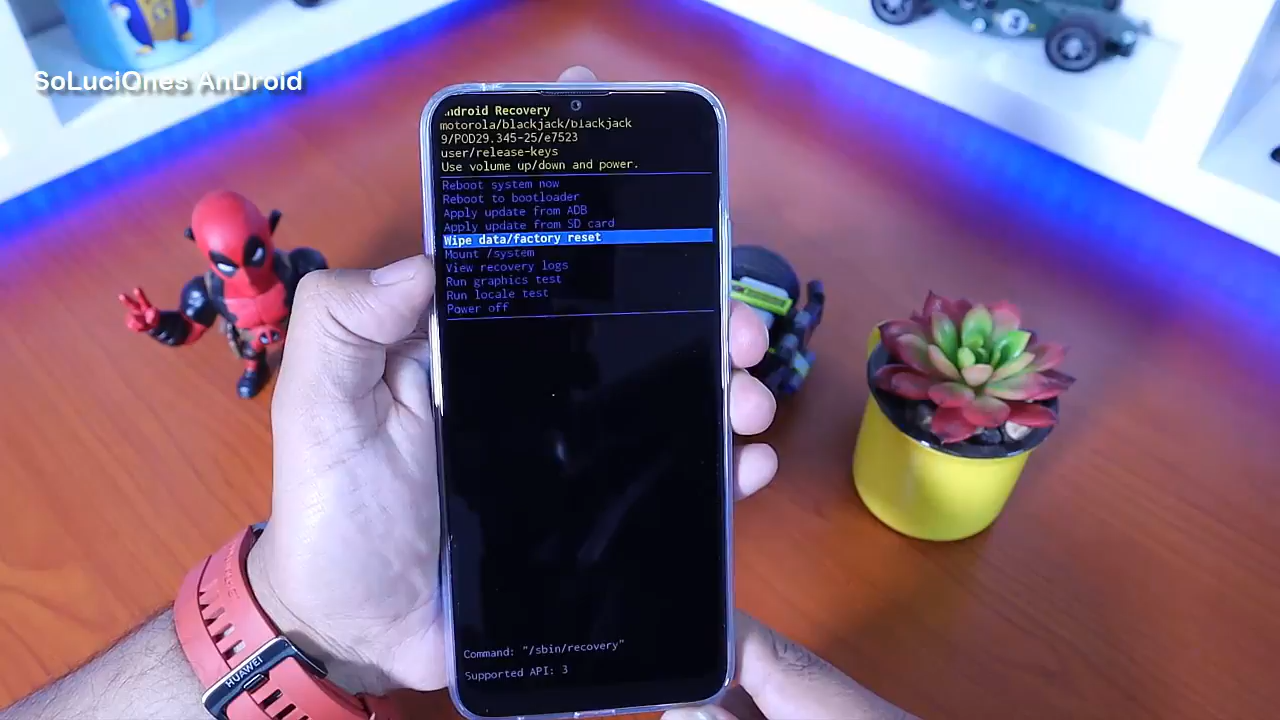 SoLuciOnes AnDroid
ndroid Recovery
motorola/blackjack/blackjack
9/POD29.345-25/e7523
user/release-keys
Use volume up/down and power.
Reboot system now
Reboot to bootloader
Apply update from ADB
Apply update from SD card
Wipe data/factory reset
Mount /system
View recovery logs
Run graphics test
Run locale test
Power off
Command: "/sbin/recovery"
Supported API: 3
HUAWEI
3